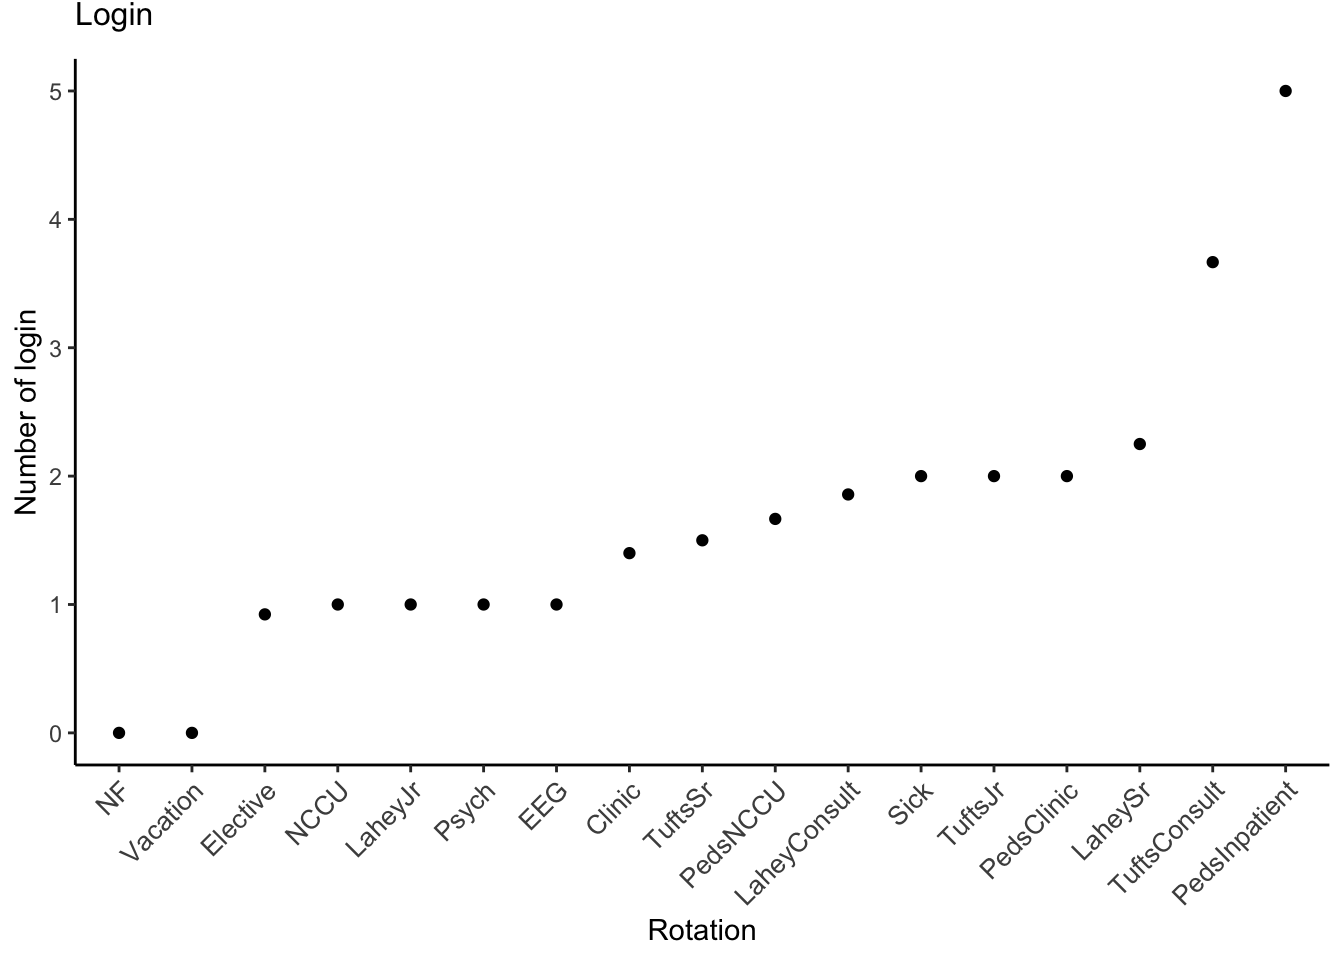 Login
Number of login
5
4
3
2
1
0
NF
Vacation
Elective
NCCU
LaheyJr
Psych
EEG
Clinic
TuftsSr
PedsNCCU
LaheyConsult
Sick
TuftsJr
PedsClinic
LaheySr
TuftsConsult
PedsInpatient
Rotation